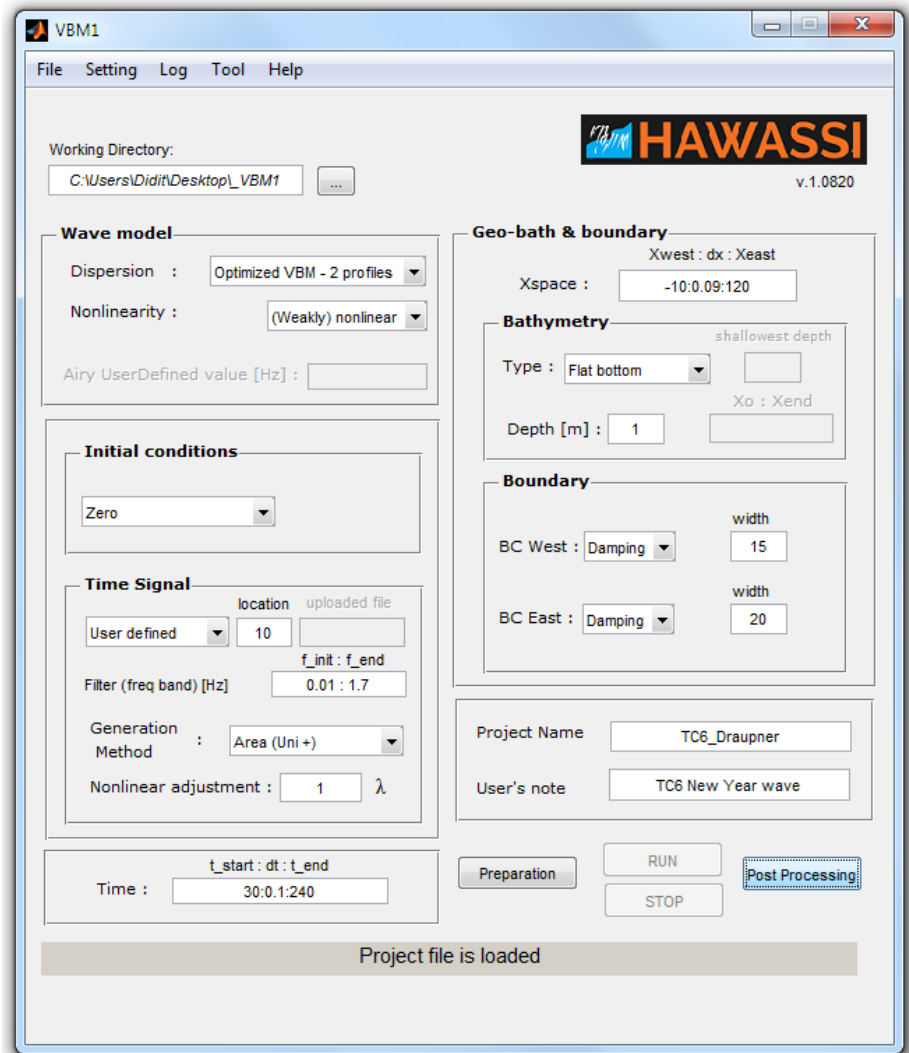 VBM1
File Setting Log Tool Help
HAWASSI
v.1.0820
Working Directory:
C:\Users\Didit\Desktop\_VBM1
...
Wave model
Dispersion : Optimized VBM - 2 profiles
Nonlinearity : (Weakly) nonlinear
Airy UserDefined value [Hz] :
Initial conditions
Zero
Time Signal
location uploaded file
User defined 10
f_init : f_end
Filter (freq band) [Hz] 0.01 : 1.7
Generation
Method : Area (Uni +)
Nonlinear adjustment : 1 λ
t_start : dt : t_end
Time : 30:0.1:240
Geo-bath & boundary
Xwest : dx : Xeast
Xspace : -10:0.09:120
Bathymetry
shallowest depth
Type : Flat bottom
Xo : Xend
Depth [m] : 1
Boundary
width
BC West : Damping 15
width
BC East : Damping 20
Project Name TC6_Draupner
User's note TC6 New Year wave
Preparation
RUN
STOP
Post Processing
Project file is loaded